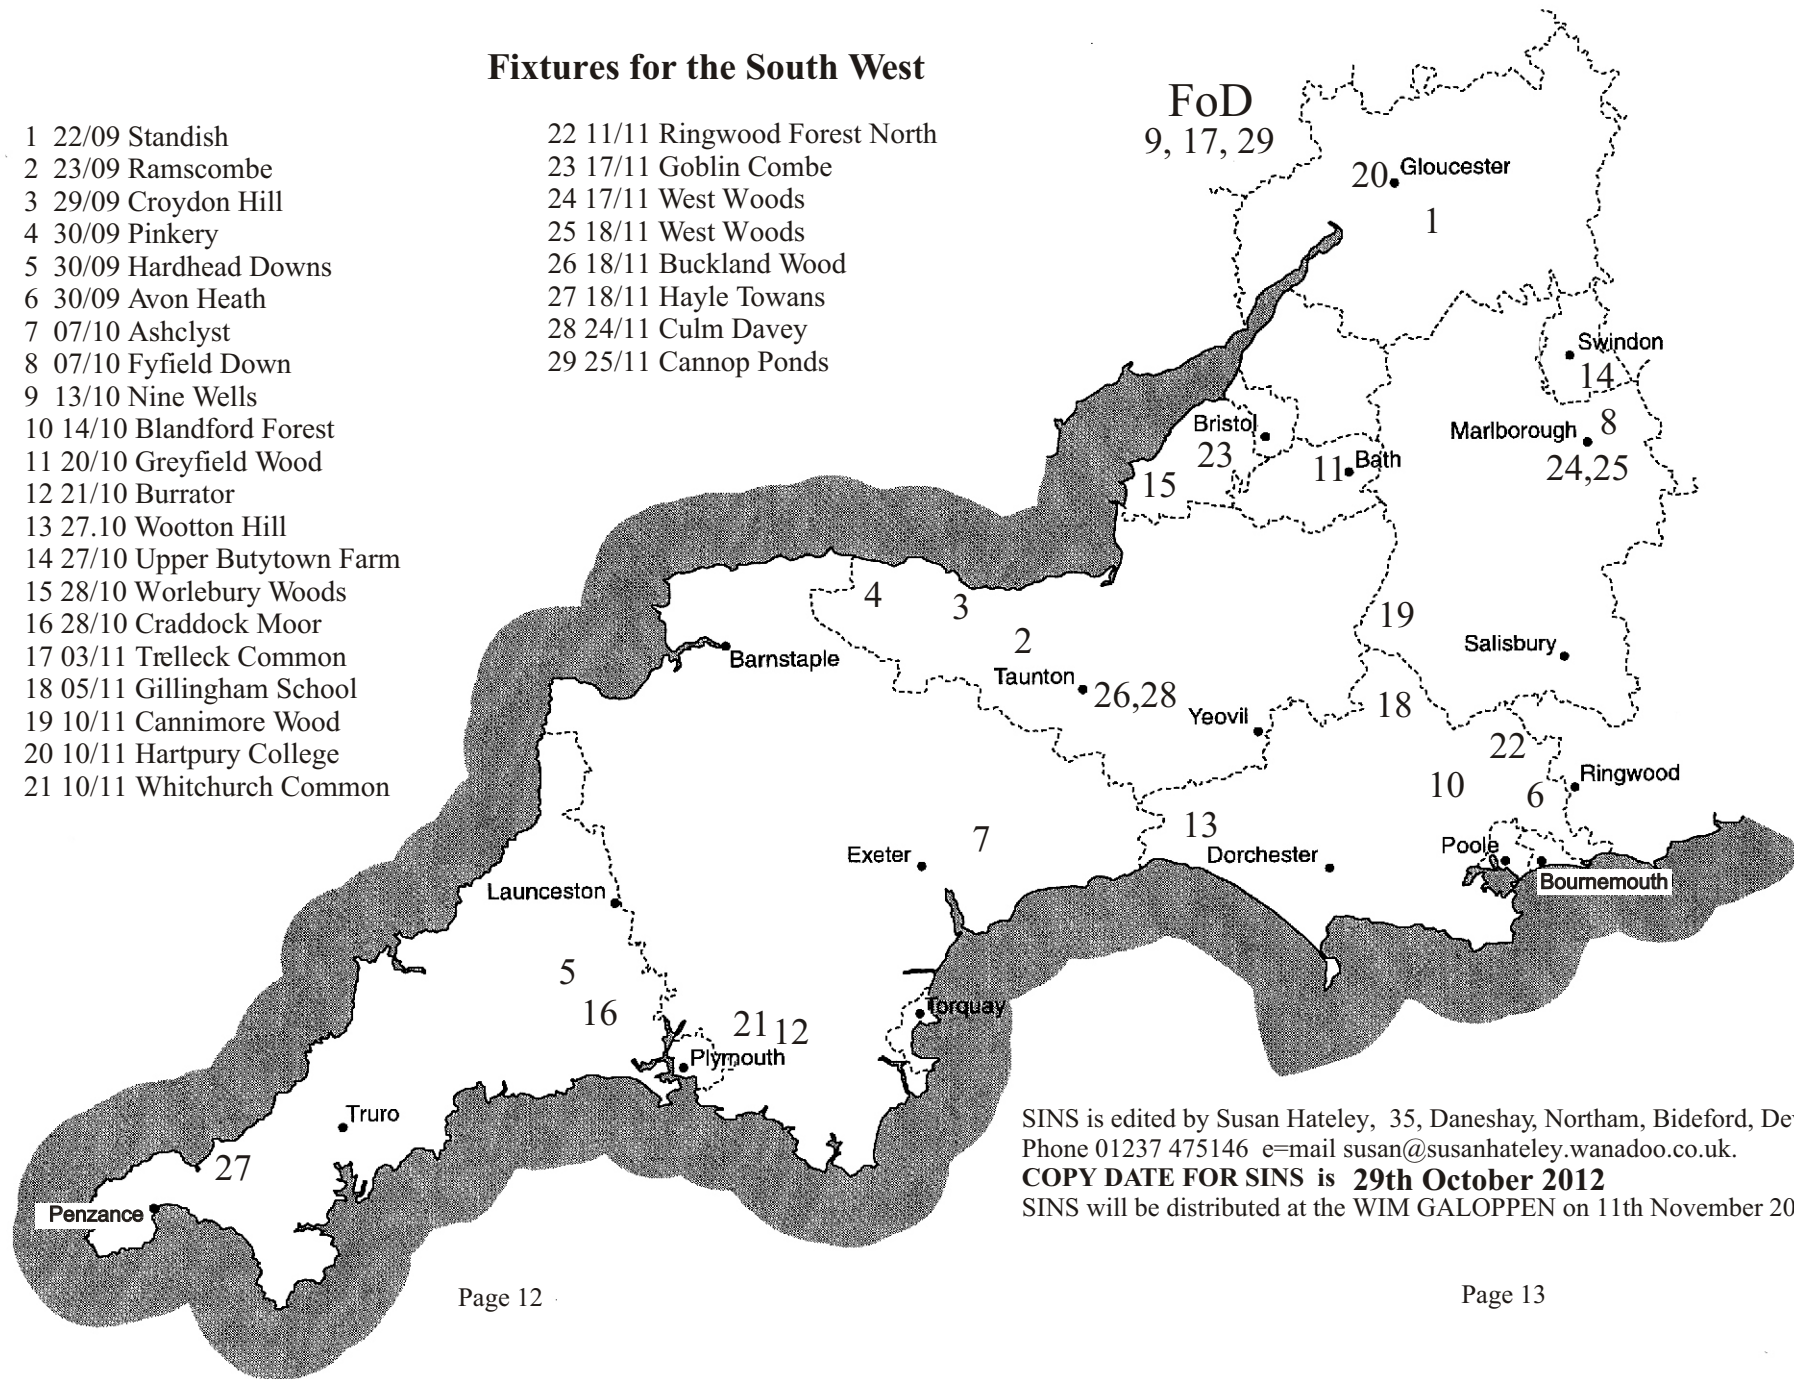 Fixtures for the South West
1 22/09 Standish
2 23/09 Ramscombe
3 29/09 Croydon Hill
4 30/09 Pinkery
5 30/09 Hardhead Downs
6 30/09 Avon Heath
7 07/10 Ashclyst
8 07/10 Fyfield Down
9 13/10 Nine Wells
10 14/10 Blandford Forest
11 20/10 Greyfield Wood
12 21/10 Burrator
13 27.10 Wootton Hill
14 27/10 Upper Butytown Farm
15 28/10 Worlebury Woods
16 28/10 Craddock Moor
17 03/11 Trelleck Common
18 05/11 Gillingham School
19 10/11 Cannimore Wood
20 10/11 Hartpury College
21 10/11 Whitchurch Common
22 11/11 Ringwood Forest North
23 17/11 Goblin Combe
24 17/11 West Woods
25 18/11 West Woods
26 18/11 Buckland Wood
27 18/11 Hayle Towans
28 24/11 Culm Davey
29 25/11 Cannop Ponds
FoD
9, 17, 29
20 Gloucester
1
Swindon
14
8
Marlborough
24,25
Bristol
23
11 Bath
15
4
3
2
19
Salisbury
Barnstaple
Taunton
26,28
18
Yeovil
22
Ringwood
10
6
13
7
Exeter
Dorchester
Poole
Bournemouth
Launceston
5
16
21 12
Torquay
Plymouth
Truro
27
Penzance
SINS is edited by Susan Hateley, 35, Daneshay, Northam, Bideford, De
Phone 01237 475146 e=mail susan@susanhateley.wanadoo.co.uk.
COPY DATE FOR SINS is 29th October 2012
SINS will be distributed at the WIM GALOPPEN on 11th November 20
Page 12
Page 13